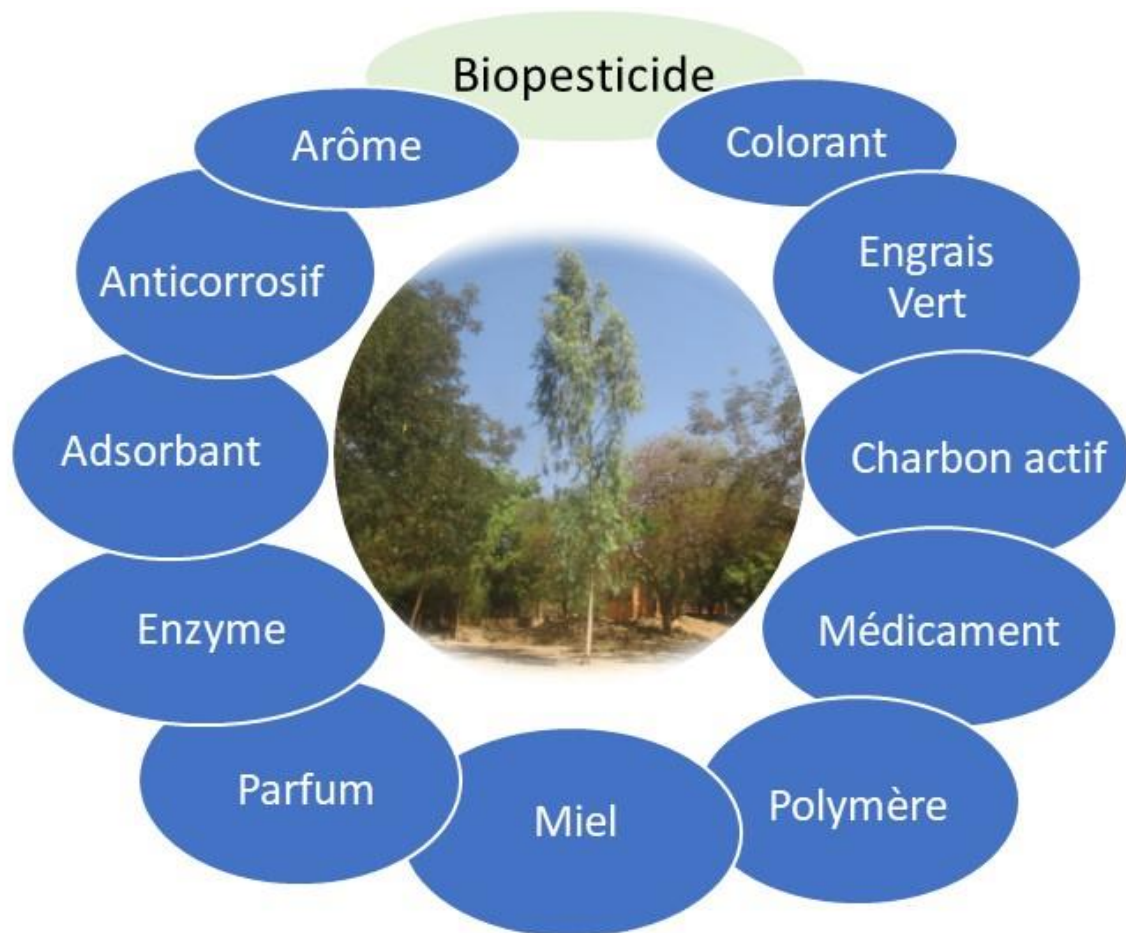 Biopesticide
Arôme
Colorant
Anticorrosif
Engrais
Vert
Adsorbant
Charbon actif
Enzyme
Médicament
Parfum
Miel
Polymère